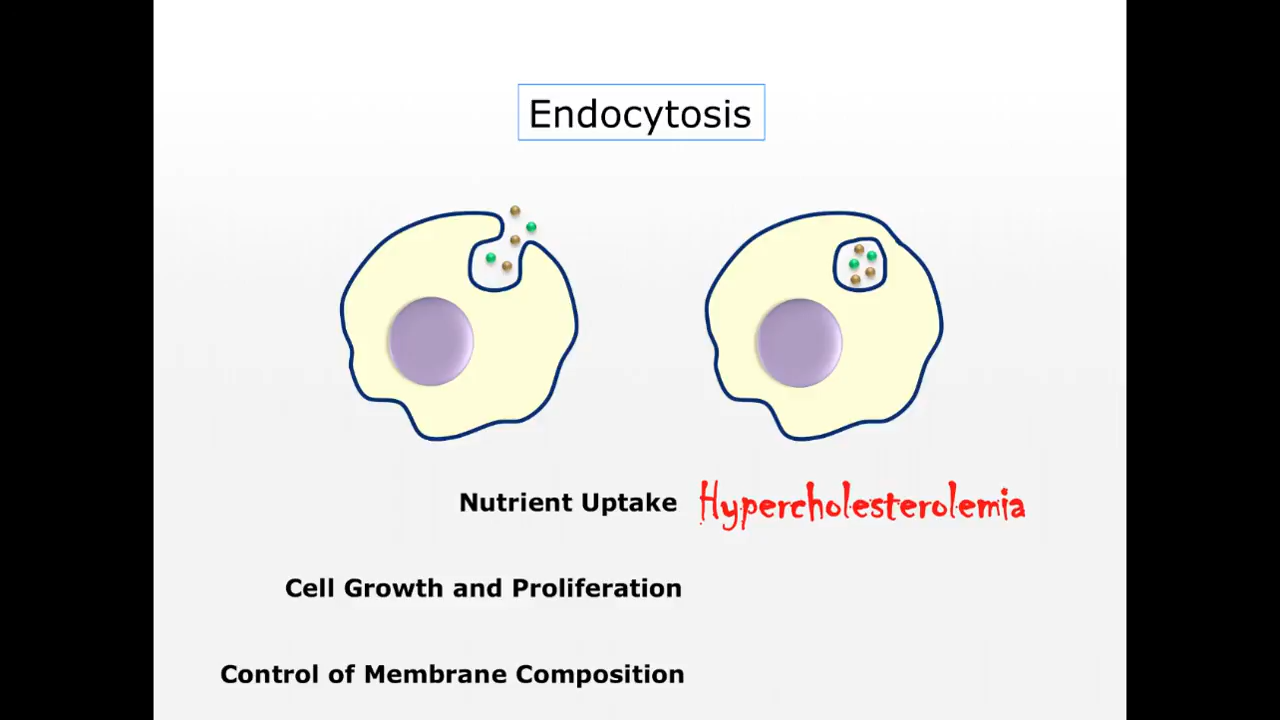 Endocytosis
Nutrient Uptake Hypercholesterolemia
Cell Growth and Proliferation
Control of Membrane Composition